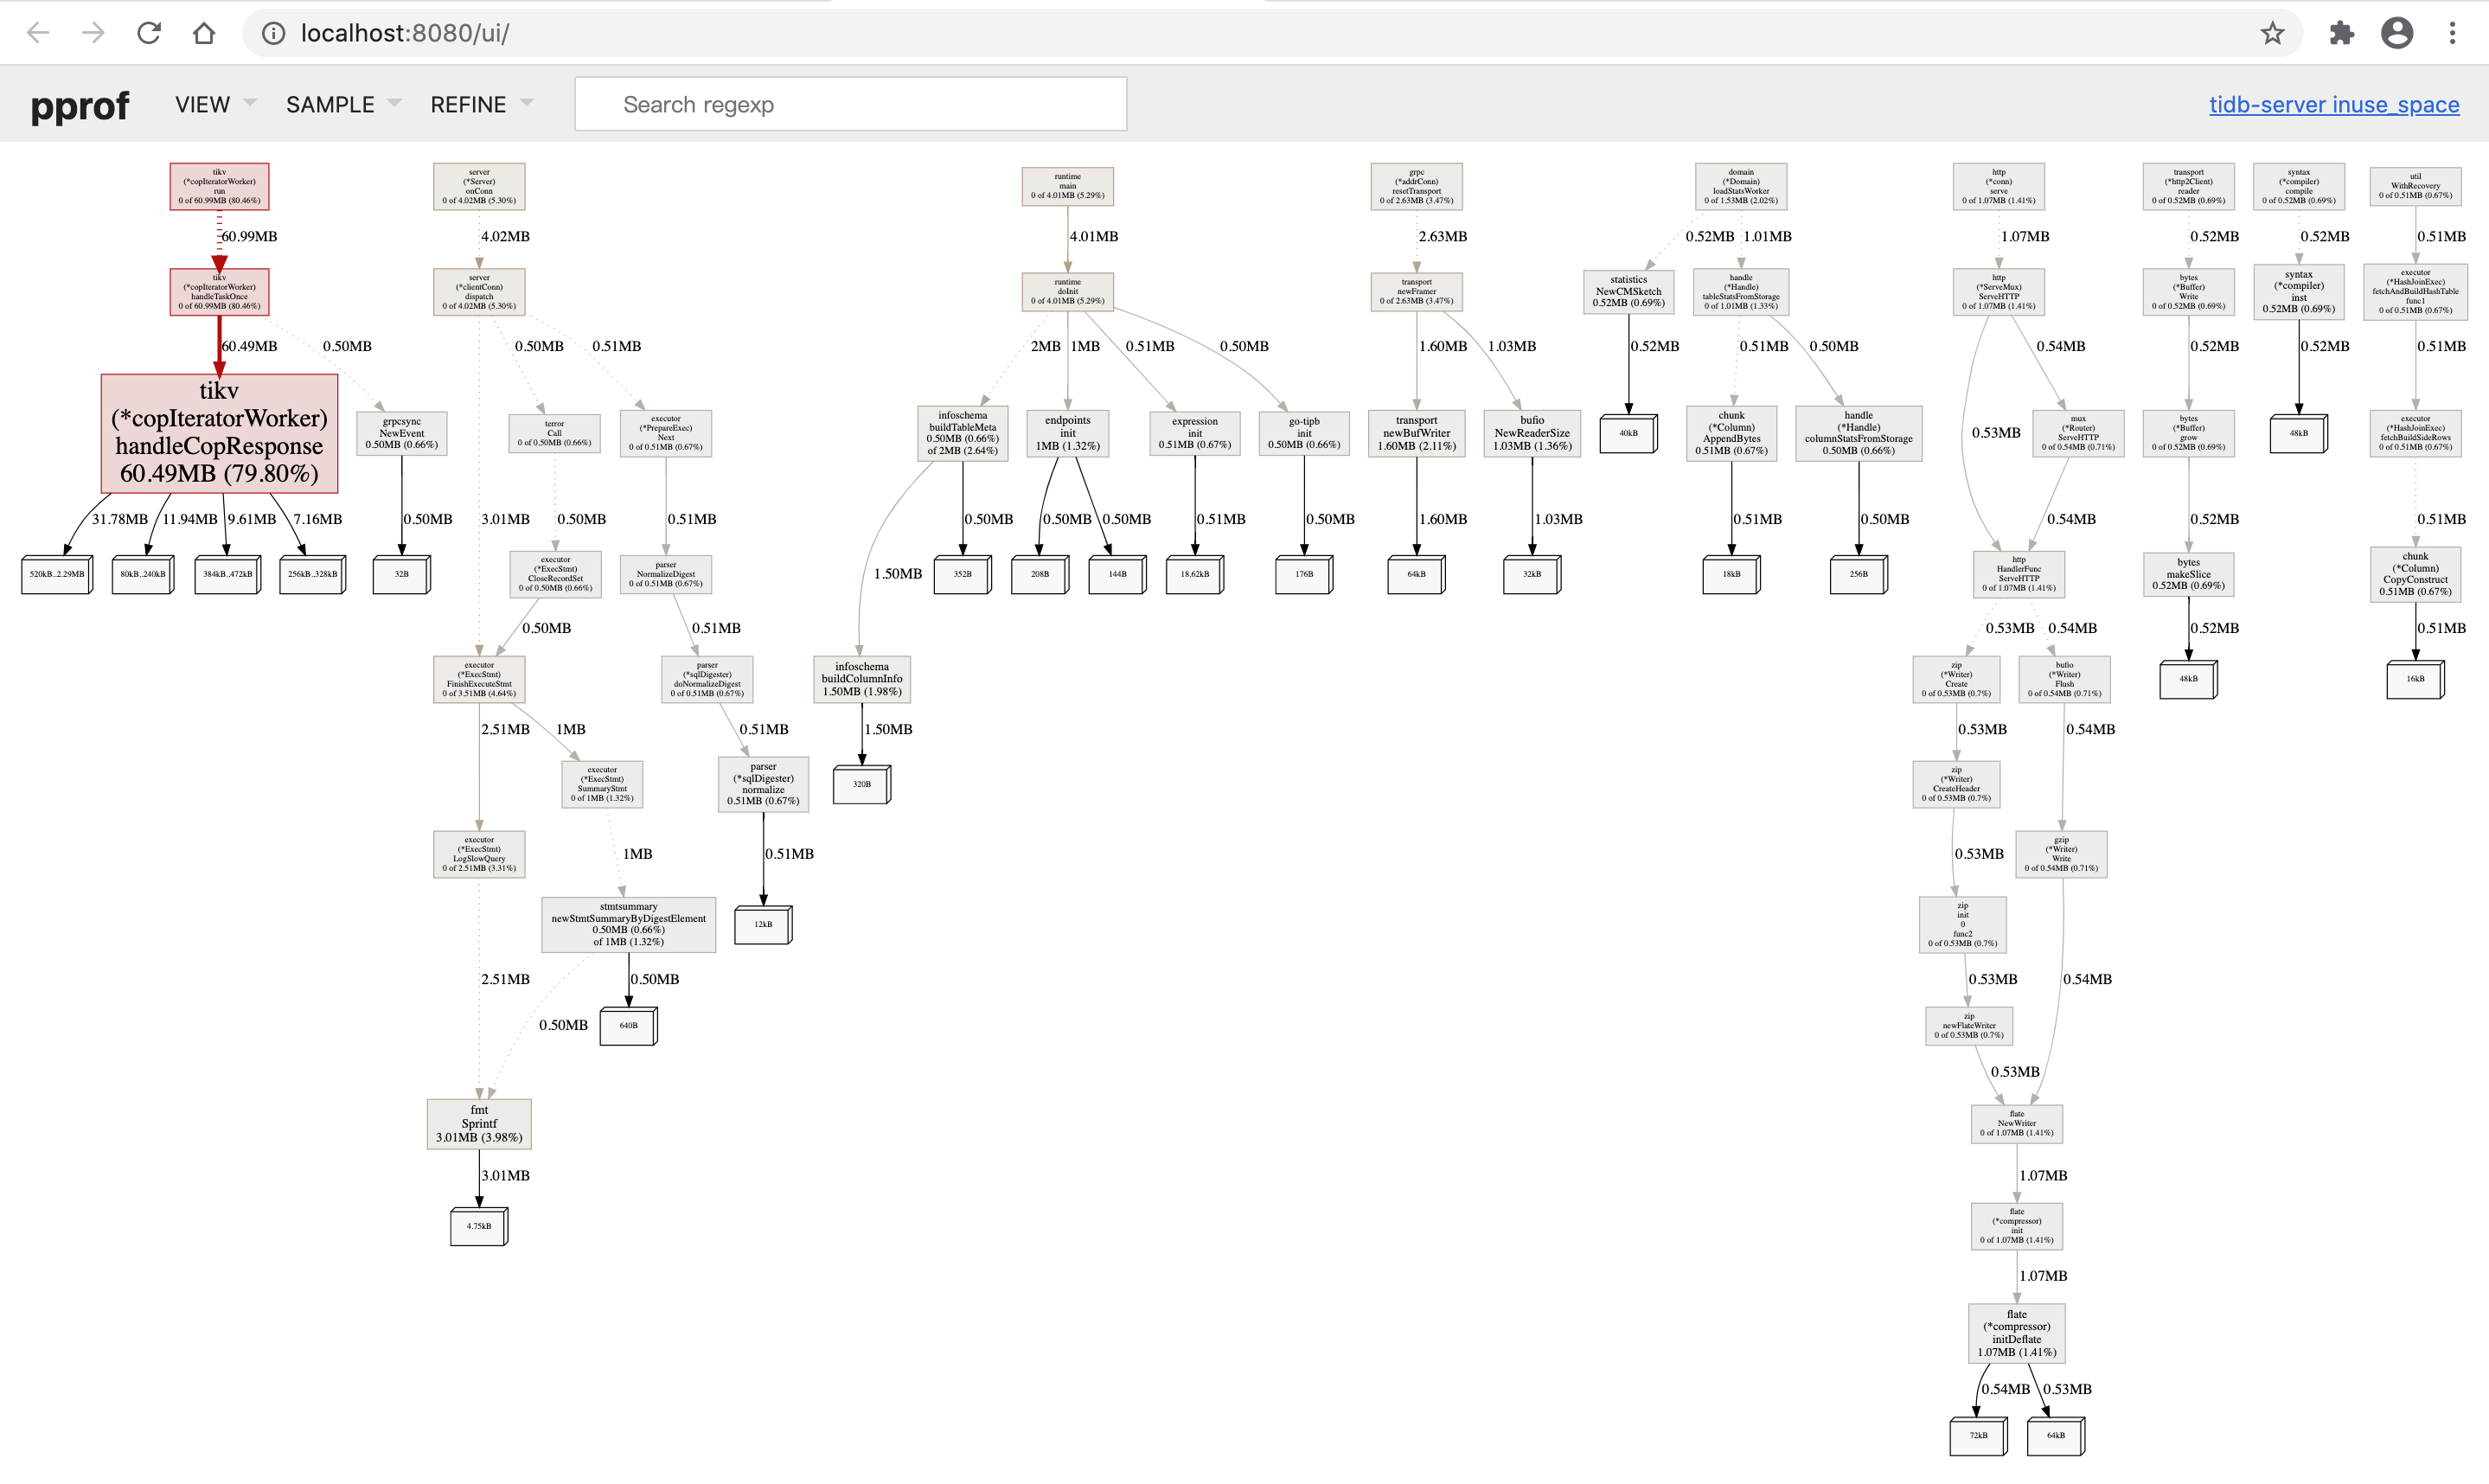 localhost:8080/ui/
pprof
VIEW
SAMPLE
REFINE
Search regexp
tidb-server inuse_space
tikv
(*copIteratorWorker)
run
0 of 60.99MB (80.46%)
60.99MB
tikv
(*copIteratorWorker)
handleTaskOnce
0 of 60.99MB (80.46%)
60.49MB
0.50MB
tikv
(*copIteratorWorker)
handleCopResponse
60.49MB (79.80%)
grpcsync
NewEvent
0.50MB (0.66%)
31.78MB
11.94MB
9.61MB
7.16MB
0.50MB
520kB..2.29MB
80kB..240kB
384kB..472kB
256kB..328kB
32B
server
(*Server)
onConn
0 of 4.02MB (5.30%)
4.02MB
server
(*clientConn)
dispatch
0 of 4.02MB (5.30%)
0.50MB
0.51MB
terror
Call
0 of 0.50MB (0.66%)
executor
(*PrepareExec)
Next
0 of 0.51MB (0.67%)
3.01MB
0.50MB
0.51MB
executor
(*ExecStmt)
CloseRecordSet
0 of 0.50MB (0.66%)
parser
NormalizeDigest
0 of 0.51MB (0.67%)
0.50MB
0.51MB
executor
(*ExecStmt)
FinishExecuteStmt
0 of 3.51MB (4.64%)
parser
(*sqlDigester)
doNormalizeDigest
0 of 0.51MB (0.67%)
2.51MB
1MB
0.51MB
executor
(*ExecStmt)
SummaryStmt
0 of 1MB (1.32%)
parser
(*sqlDigester)
normalize
0.51MB (0.67%)
executor
(*ExecStmt)
LogSlowQuery
0 of 2.51MB (3.31%)
1MB
0.51MB
stmtsummary
newStmtSummaryByDigestElement
0.50MB (0.66%)
of 1MB (1.32%)
12kB
2.51MB
0.50MB
0.50MB
640B
fmt
Sprintf
3.01MB (3.98%)
3.01MB
4.75kB
runtime
main
0 of 4.01MB (5.29%)
4.01MB
runtime
doInit
0 of 4.01MB (5.29%)
2MB
1MB
0.51MB
0.50MB
infoschema
buildTableMeta
0.50MB (0.66%)
of 2MB (2.64%)
endpoints
init
1MB (1.32%)
expression
init
0.51MB (0.67%)
go-tipb
init
0.50MB (0.66%)
0.50MB
0.50MB
0.50MB
0.51MB
0.50MB
1.50MB
352B
208B
144B
18.62kB
176B
infoschema
buildColumnInfo
1.50MB (1.98%)
1.50MB
320B
grpc
(*addrConn)
resetTransport
0 of 2.63MB (3.47%)
2.63MB
transport
newFramer
0 of 2.63MB (3.47%)
1.60MB
1.03MB
transport
newBufWriter
1.60MB (2.11%)
bufio
NewReaderSize
1.03MB (1.36%)
1.60MB
1.03MB
64kB
32kB
domain
(*Domain)
loadStatsWorker
0 of 1.53MB (2.02%)
0.52MB
1.01MB
statistics
NewCMSketch
0.52MB (0.69%)
handle
(*Handle)
tableStatsFromStorage
0 of 1.01MB (1.33%)
0.52MB
0.51MB
0.50MB
40kB
chunk
(*Column)
AppendBytes
0.51MB (0.67%)
handle
(*Handle)
columnStatsFromStorage
0.50MB (0.66%)
0.51MB
0.50MB
18kB
256B
http
(*conn)
serve
0 of 1.07MB (1.41%)
1.07MB
http
(*ServeMux)
ServeHTTP
0 of 1.07MB (1.41%)
0.54MB
0.53MB
mux
(*Router)
ServeHTTP
0 of 0.54MB (0.71%)
0.54MB
http
HandlerFunc
ServeHTTP
0 of 1.07MB (1.41%)
0.53MB
0.54MB
zip
(*Writer)
Create
0 of 0.53MB (0.7%)
bufio
(*Writer)
Flush
0 of 0.54MB (0.71%)
0.53MB
0.54MB
zip
(*Writer)
CreateHeader
0 of 0.53MB (0.7%)
0.53MB
gzip
(*Writer)
Write
0 of 0.54MB (0.71%)
zip
init
0
func2
0 of 0.53MB (0.7%)
0.53MB
0.54MB
zip
newFlateWriter
0 of 0.53MB (0.7%)
0.53MB
flate
NewWriter
0 of 1.07MB (1.41%)
1.07MB
flate
(*compressor)
init
0 of 1.07MB (1.41%)
1.07MB
flate
(*compressor)
initDeflate
1.07MB (1.41%)
0.54MB
0.53MB
72kB
64kB
transport
(*http2Client)
reader
0 of 0.52MB (0.69%)
0.52MB
bytes
(*Buffer)
Write
0 of 0.52MB (0.69%)
0.52MB
bytes
(*Buffer)
grow
0 of 0.52MB (0.69%)
0.52MB
bytes
makeSlice
0.52MB (0.69%)
0.52MB
48kB
syntax
(*compiler)
compile
0 of 0.52MB (0.69%)
0.52MB
syntax
(*compiler)
inst
0.52MB (0.69%)
0.52MB
48kB
util
WithRecovery
0 of 0.51MB (0.67%)
0.51MB
executor
(*HashJoinExec)
fetchAndBuildHashTable
func1
0 of 0.51MB (0.67%)
0.51MB
executor
(*HashJoinExec)
fetchBuildSideRows
0 of 0.51MB (0.67%)
0.51MB
chunk
(*Column)
CopyConstruct
0.51MB (0.67%)
0.51MB
16kB